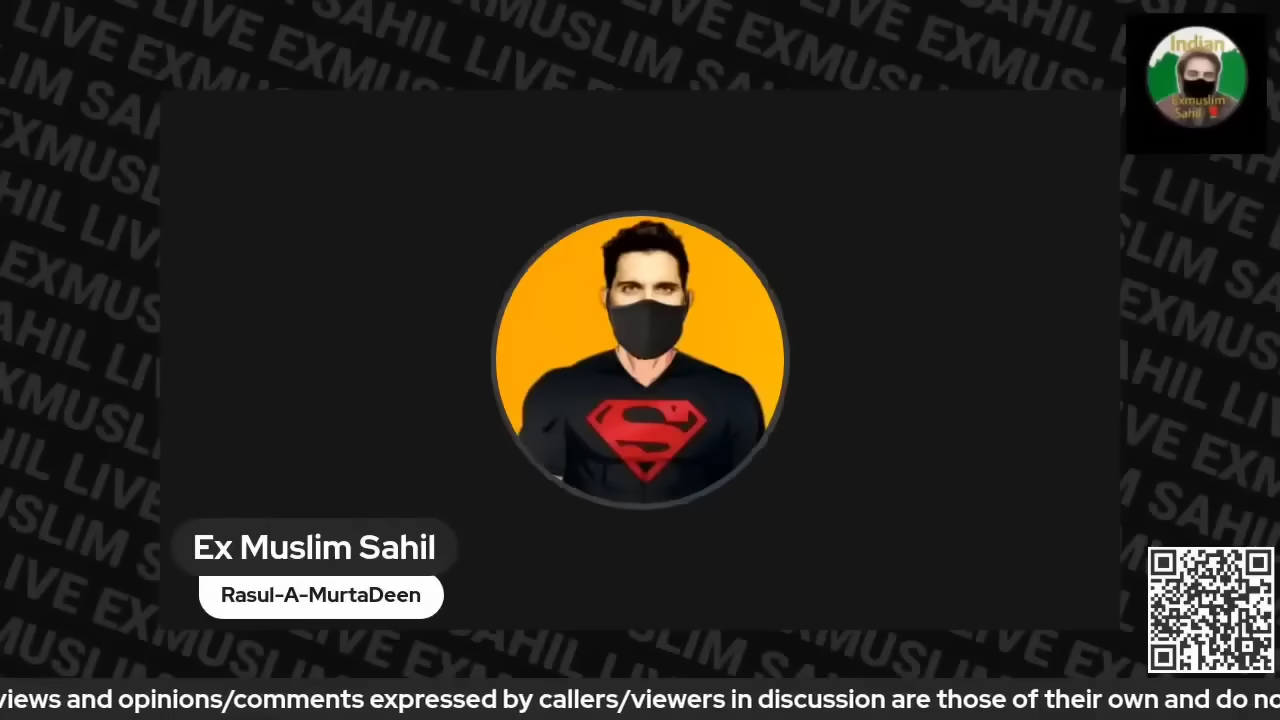 Indian
Exmuslim
Sahil
Ex Muslim Sahil
Rasul-A-MurtaDeen
views and opinions/comments expressed by callers/viewers in discussion are those of their own and do no